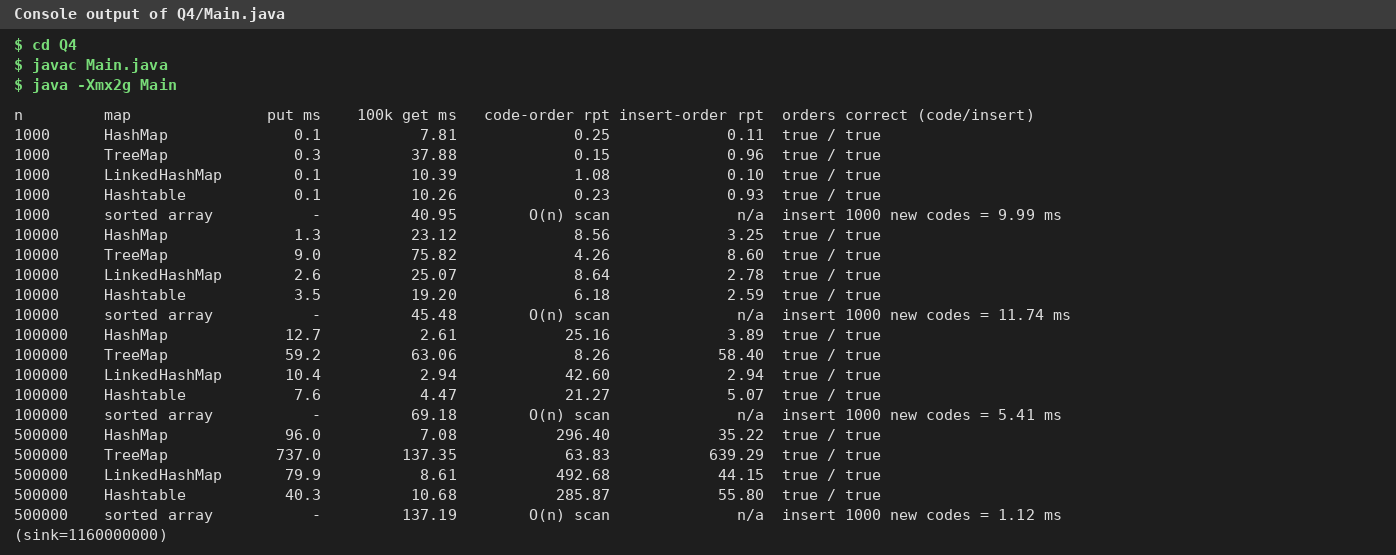 Console output of Q4/Main.java
$ cd Q4
$ javac Main.java
$ java -Xmx2g Main
n         map               put ms    100k get ms   code-order rpt insert-order rpt  orders correct (code/insert)
1000      HashMap              0.1           7.81             0.25             0.11  true / true
1000      TreeMap              0.3          37.88             0.15             0.96  true / true
1000      LinkedHashMap        0.1          10.39             1.08             0.10  true / true
1000      Hashtable            0.1          10.26             0.23             0.93  true / true
1000      sorted array           -          40.95        O(n) scan              n/a  insert 1000 new codes = 9.99 ms
10000     HashMap              1.3          23.12             8.56             3.25  true / true
10000     TreeMap              9.0          75.82             4.26             8.60  true / true
10000     LinkedHashMap        2.6          25.07             8.64             2.78  true / true
10000     Hashtable            3.5          19.20             6.18             2.59  true / true
10000     sorted array           -          45.48        O(n) scan              n/a  insert 1000 new codes = 11.74 ms
100000    HashMap             12.7           2.61            25.16             3.89  true / true
100000    TreeMap             59.2          63.06             8.26            58.40  true / true
100000    LinkedHashMap       10.4           2.94            42.60             2.94  true / true
100000    Hashtable            7.6           4.47            21.27             5.07  true / true
100000    sorted array           -          69.18        O(n) scan              n/a  insert 1000 new codes = 5.41 ms
500000    HashMap             96.0           7.08           296.40            35.22  true / true
500000    TreeMap            737.0         137.35            63.83           639.29  true / true
500000    LinkedHashMap       79.9           8.61           492.68            44.15  true / true
500000    Hashtable           40.3          10.68           285.87            55.80  true / true
500000    sorted array           -         137.19        O(n) scan              n/a  insert 1000 new codes = 1.12 ms
(sink=1160000000)